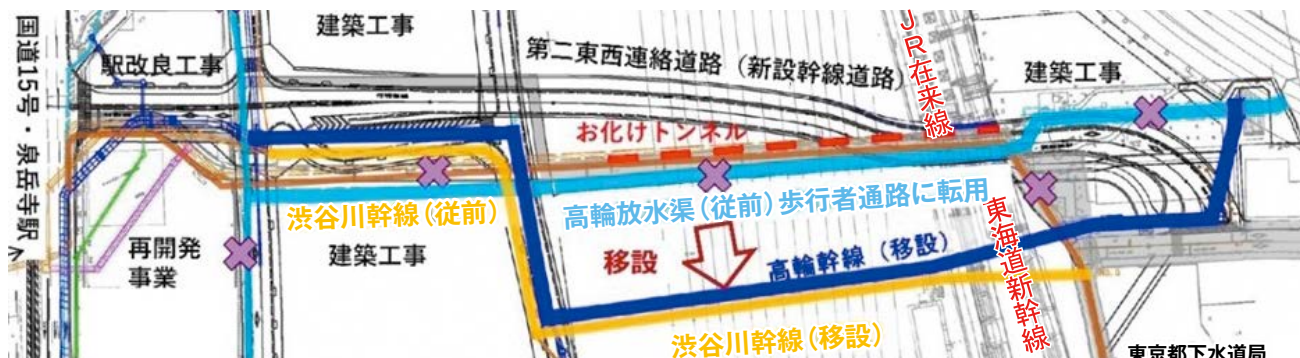 建築工事
国道15号・泉岳寺駅
駅改良工事
第二東西連絡道路（新設幹線道路）
JR在来線
建築工事
お化けトンネル
渋谷川幹線（従前）
高輪放水渠（従前）歩行者通路に転用
再開発
事業
建築工事
移設
高輪幹線（移設）
東海道新幹線
渋谷川幹線（移設）
東京都下水道局